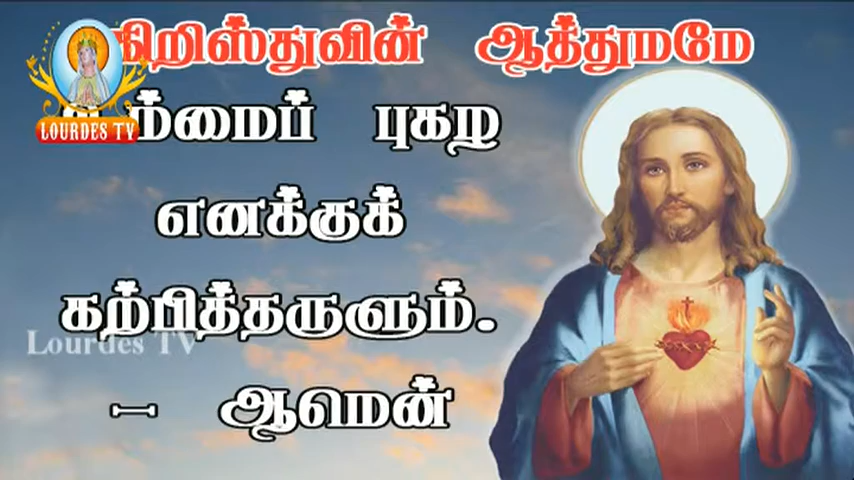 கிறிஸ்துவின் ஆத்துமமே
புகழ
எனக்குக்
கற்பித்தருளும்.
– ஆமென்
LOURDES TV
Lourdes TV